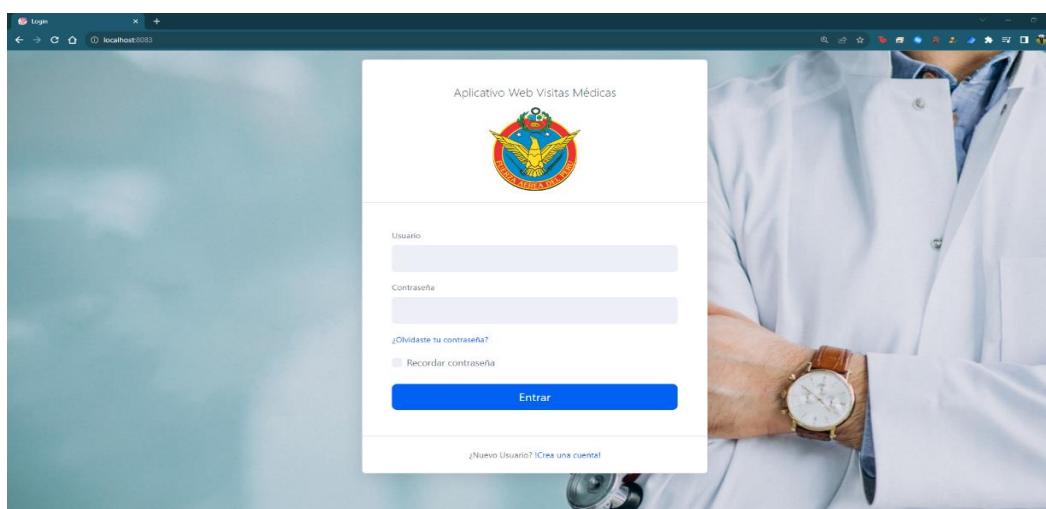 Login
localhost:8083
Aplicativo Web Visitas Médicas
FUERZA AEREA DEL PERU
Usuario
Contraseña
¿Olvidaste tu contraseña?
Recordar contraseña
Entrar
¿Nuevo Usuario? !Crea una cuenta!